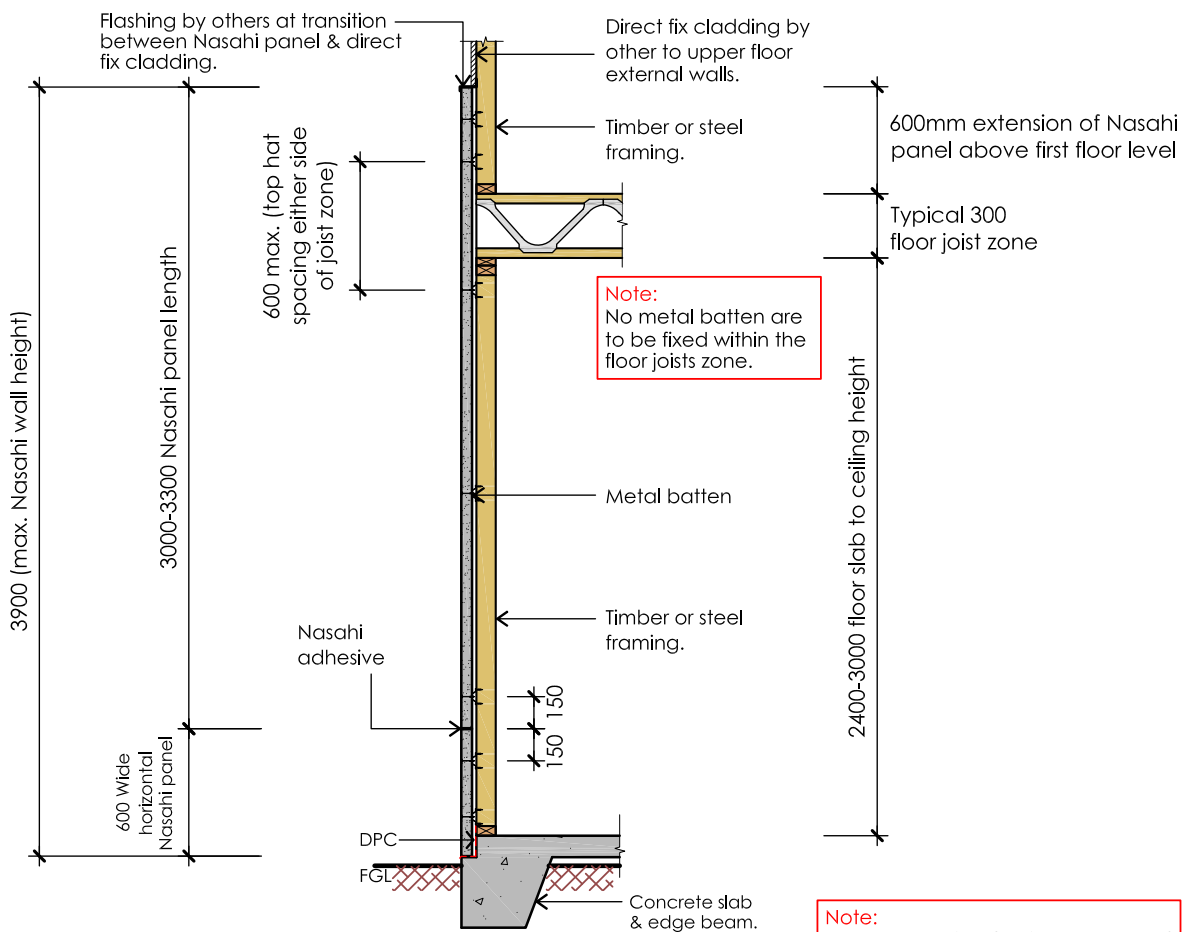 Flashing by others at transition
between Nasahi panel & direct
fix cladding.
Direct fix cladding by
other to upper floor
external walls.
Timber or steel
framing.
600mm extension of Nasahi
panel above first floor level
Typical 300
floor joist zone
600 max. (top hat
spacing either side
of joist zone)
Note:
No metal batten are
to be fixed within the
floor joists zone.
3900 (max. Nasahi wall height)
3000-3300 Nasahi panel length
2400-3000 floor slab to ceiling height
Metal batten
Nasahi
adhesive
Timber or steel
framing.
150
150
600 Wide
horizontal
Nasahi panel
DPC
FGL
Concrete slab
& edge beam.
Note: